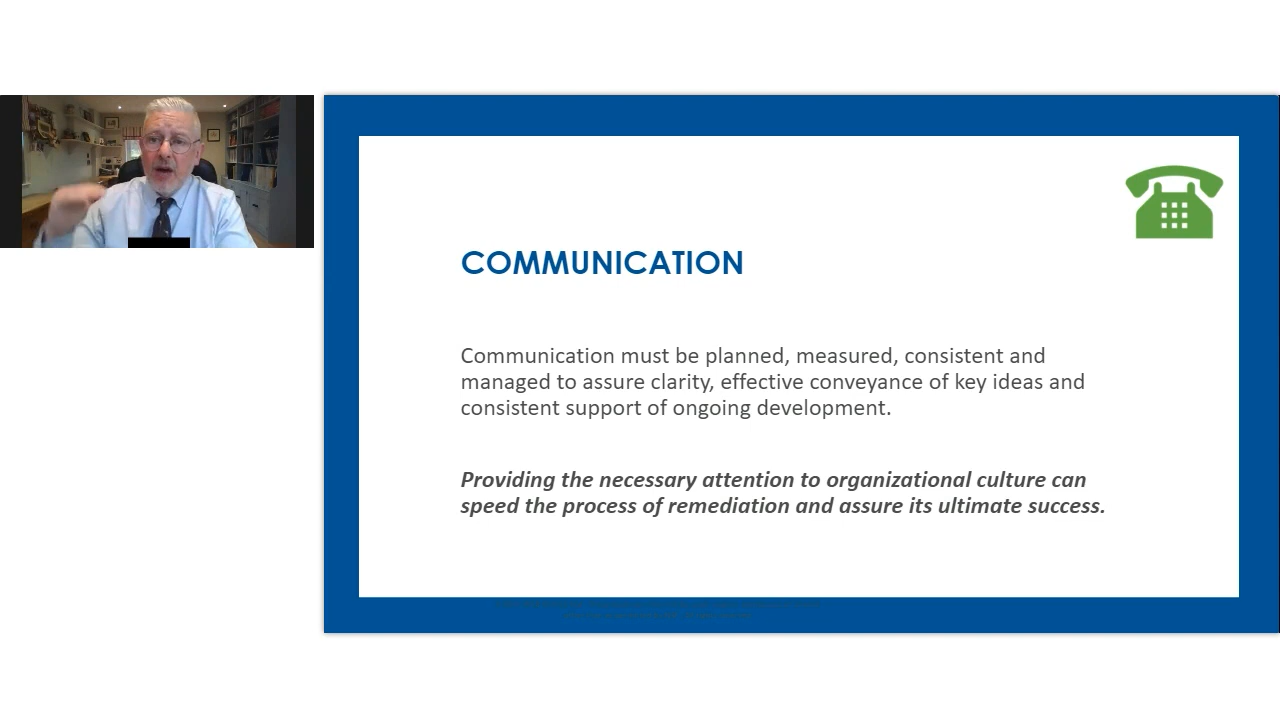 COMMUNICATION
Communication must be planned, measured, consistent and
managed to assure clarity, effective conveyance of key ideas and
consistent support of ongoing development.
Providing the necessary attention to organizational culture can
speed the process of remediation and assure its ultimate success.